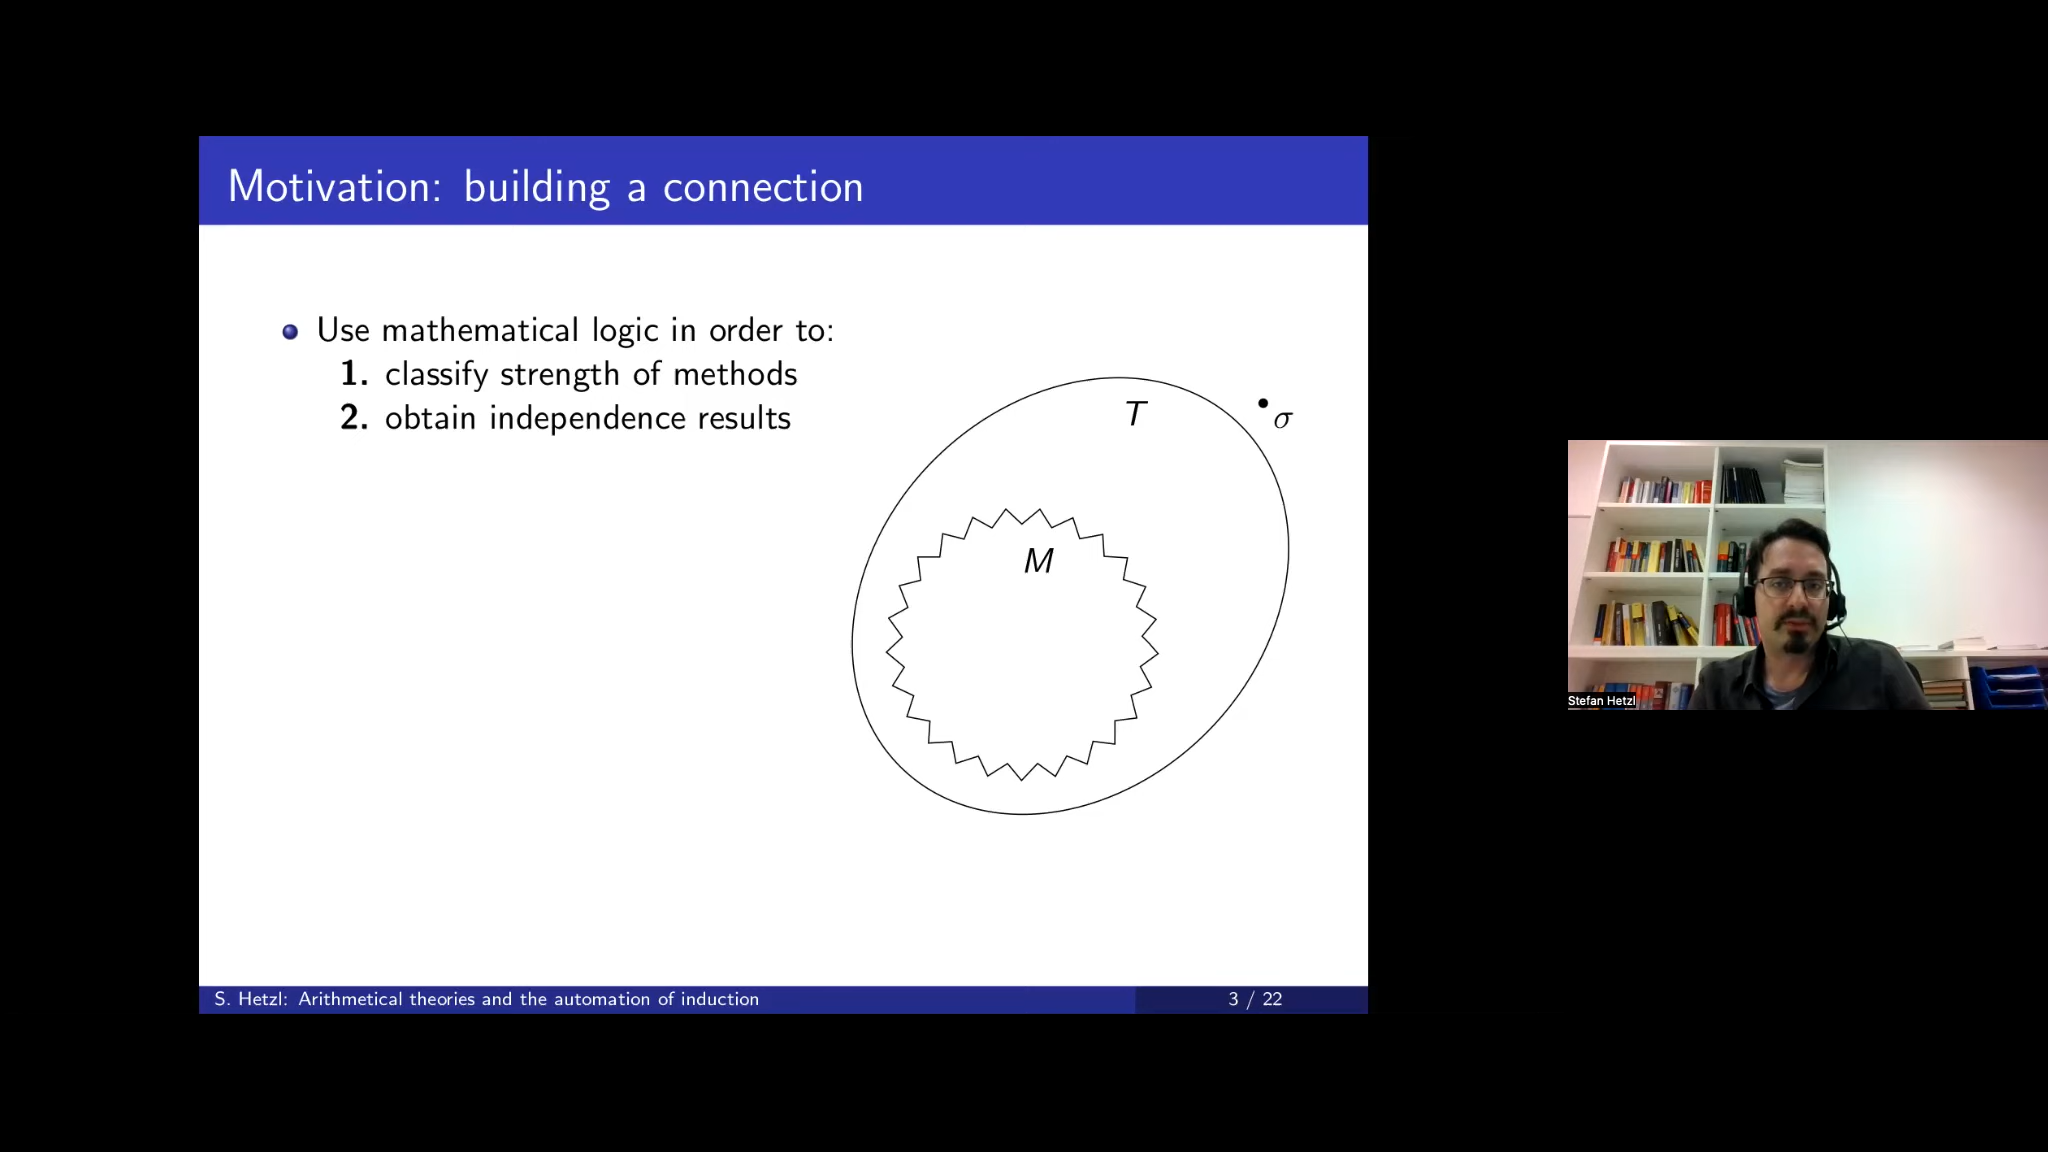 Motivation: building a connection
Use mathematical logic in order to:
1. classify strength of methods
2. obtain independence results
T
σ
M
Stefan Hetzl
S. Hetzl: Arithmetical theories and the automation of induction
3 / 22